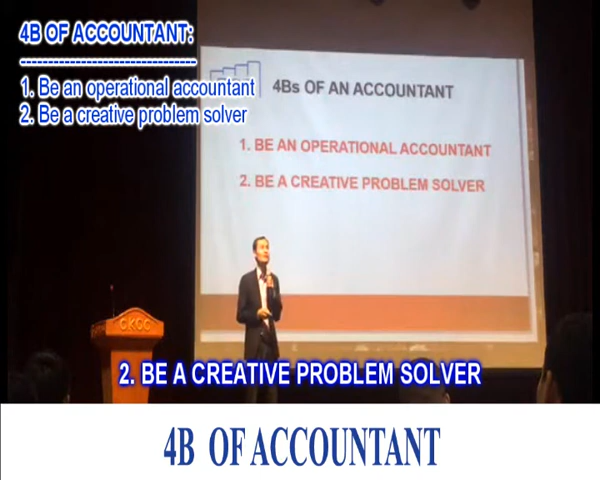 4B OF ACCOUNTANT:
--------------------------------
1. Be an operational accountant
2. Be a creative problem solver
4Bs OF AN ACCOUNTANT
1. BE AN OPERATIONAL ACCOUNTANT
2. BE A CREATIVE PROBLEM SOLVER
CKCC
2. BE A CREATIVE PROBLEM SOLVER
4B OF ACCOUNTANT